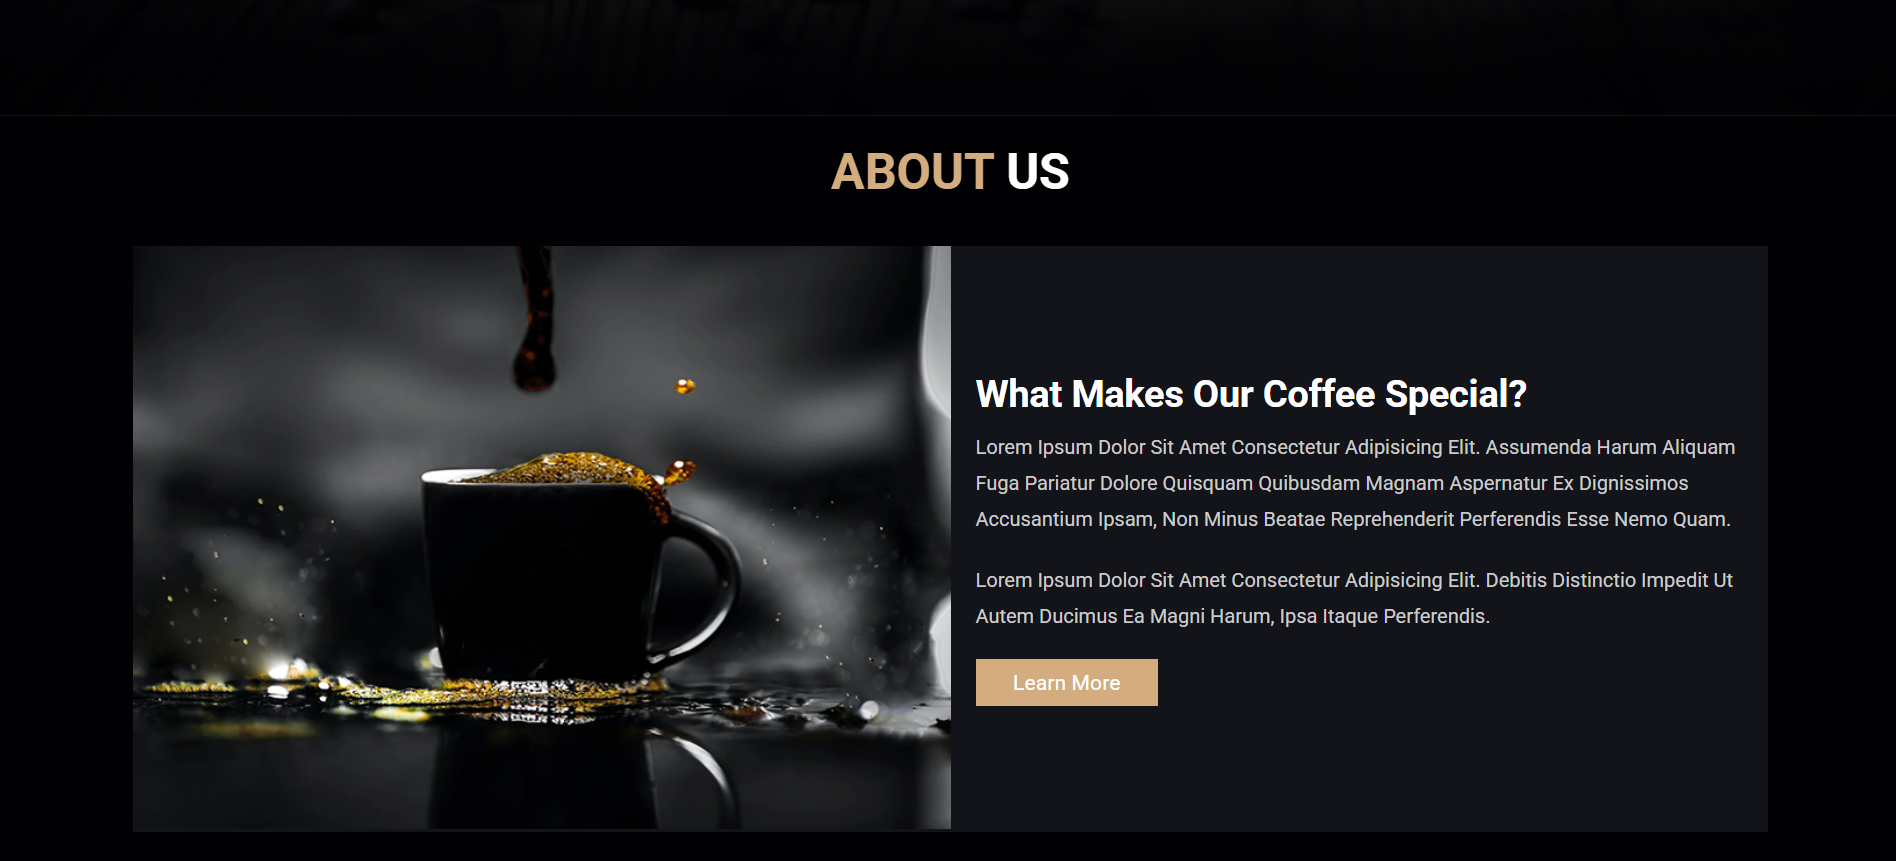 ABOUT US
What Makes Our Coffee Special?
Lorem Ipsum Dolor Sit Amet Consectetur Adipisicing Elit. Assumenda Harum Aliquam
Fuga Pariatur Dolore Quisquam Quibusdam Magnam Aspernatur Ex Dignissimos
Accusantium Ipsam, Non Minus Beatae Reprehenderit Perferendis Esse Nemo Quam.
Lorem Ipsum Dolor Sit Amet Consectetur Adipisicing Elit. Debitis Distinctio Impedit Ut
Autem Ducimus Ea Magni Harum, Ipsa Itaque Perferendis.
Learn More